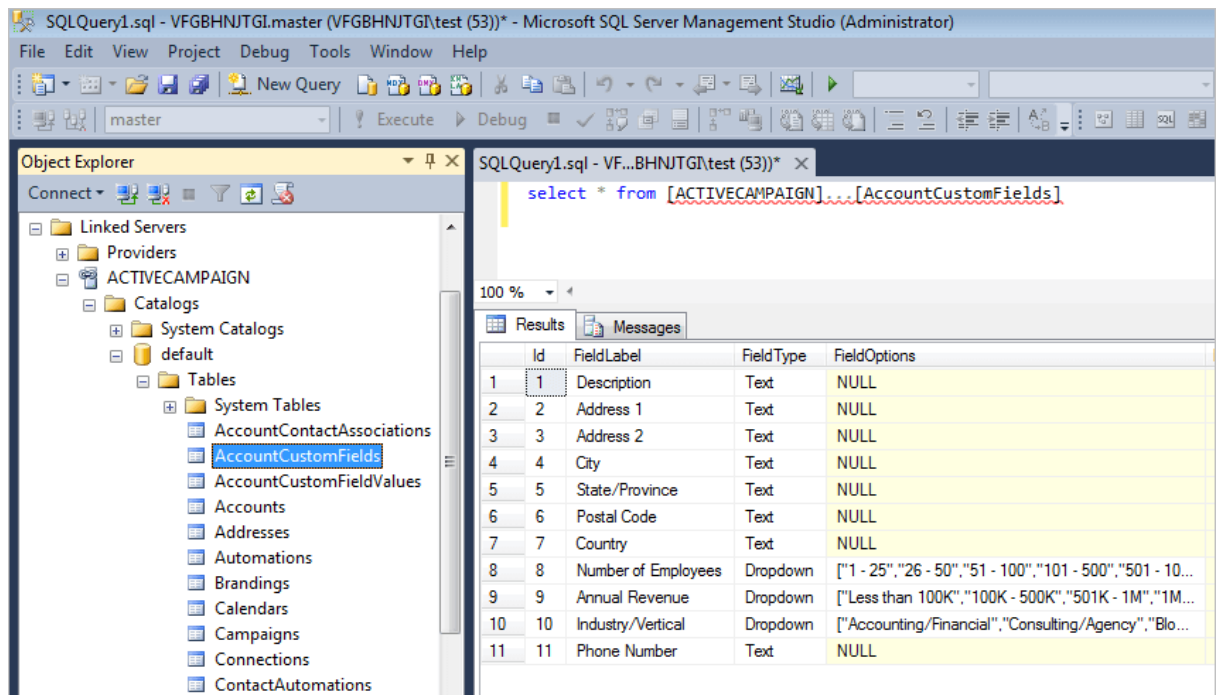 SQLQuery1.sql - VFGBHNJTGI.master (VFGBHNJTGI\test (53))* - Microsoft SQL Server Management Studio (Administrator)
File Edit View Project Debug Tools Window Help
New Query
master Execute Debug
Object Explorer
Connect
Linked Servers
Providers
ACTIVECAMPAIGN
Catalogs
System Catalogs
default
Tables
System Tables
AccountContactAssociations
AccountCustomFields
AccountCustomFieldValues
Accounts
Addresses
Automations
Brandings
Calendars
Campaigns
Connections
ContactAutomations
SQLQuery1.sql - VF...BHNJTGI\test (53))*
select * from [ACTIVECAMPAIGN]...[AccountCustomFields]
100 %
Results Messages
Id FieldLabel FieldType FieldOptions
1 1 Description Text NULL
2 2 Address 1 Text NULL
3 3 Address 2 Text NULL
4 4 City Text NULL
5 5 State/Province Text NULL
6 6 Postal Code Text NULL
7 7 Country Text NULL
8 8 Number of Employees Dropdown ["1 - 25","26 - 50","51 - 100","101 - 500","501 - 10...
9 9 Annual Revenue Dropdown ["Less than 100K","100K - 500K","501K - 1M","1M...
10 10 Industry/Vertical Dropdown ["Accounting/Financial","Consulting/Agency","Blo...
11 11 Phone Number Text NULL